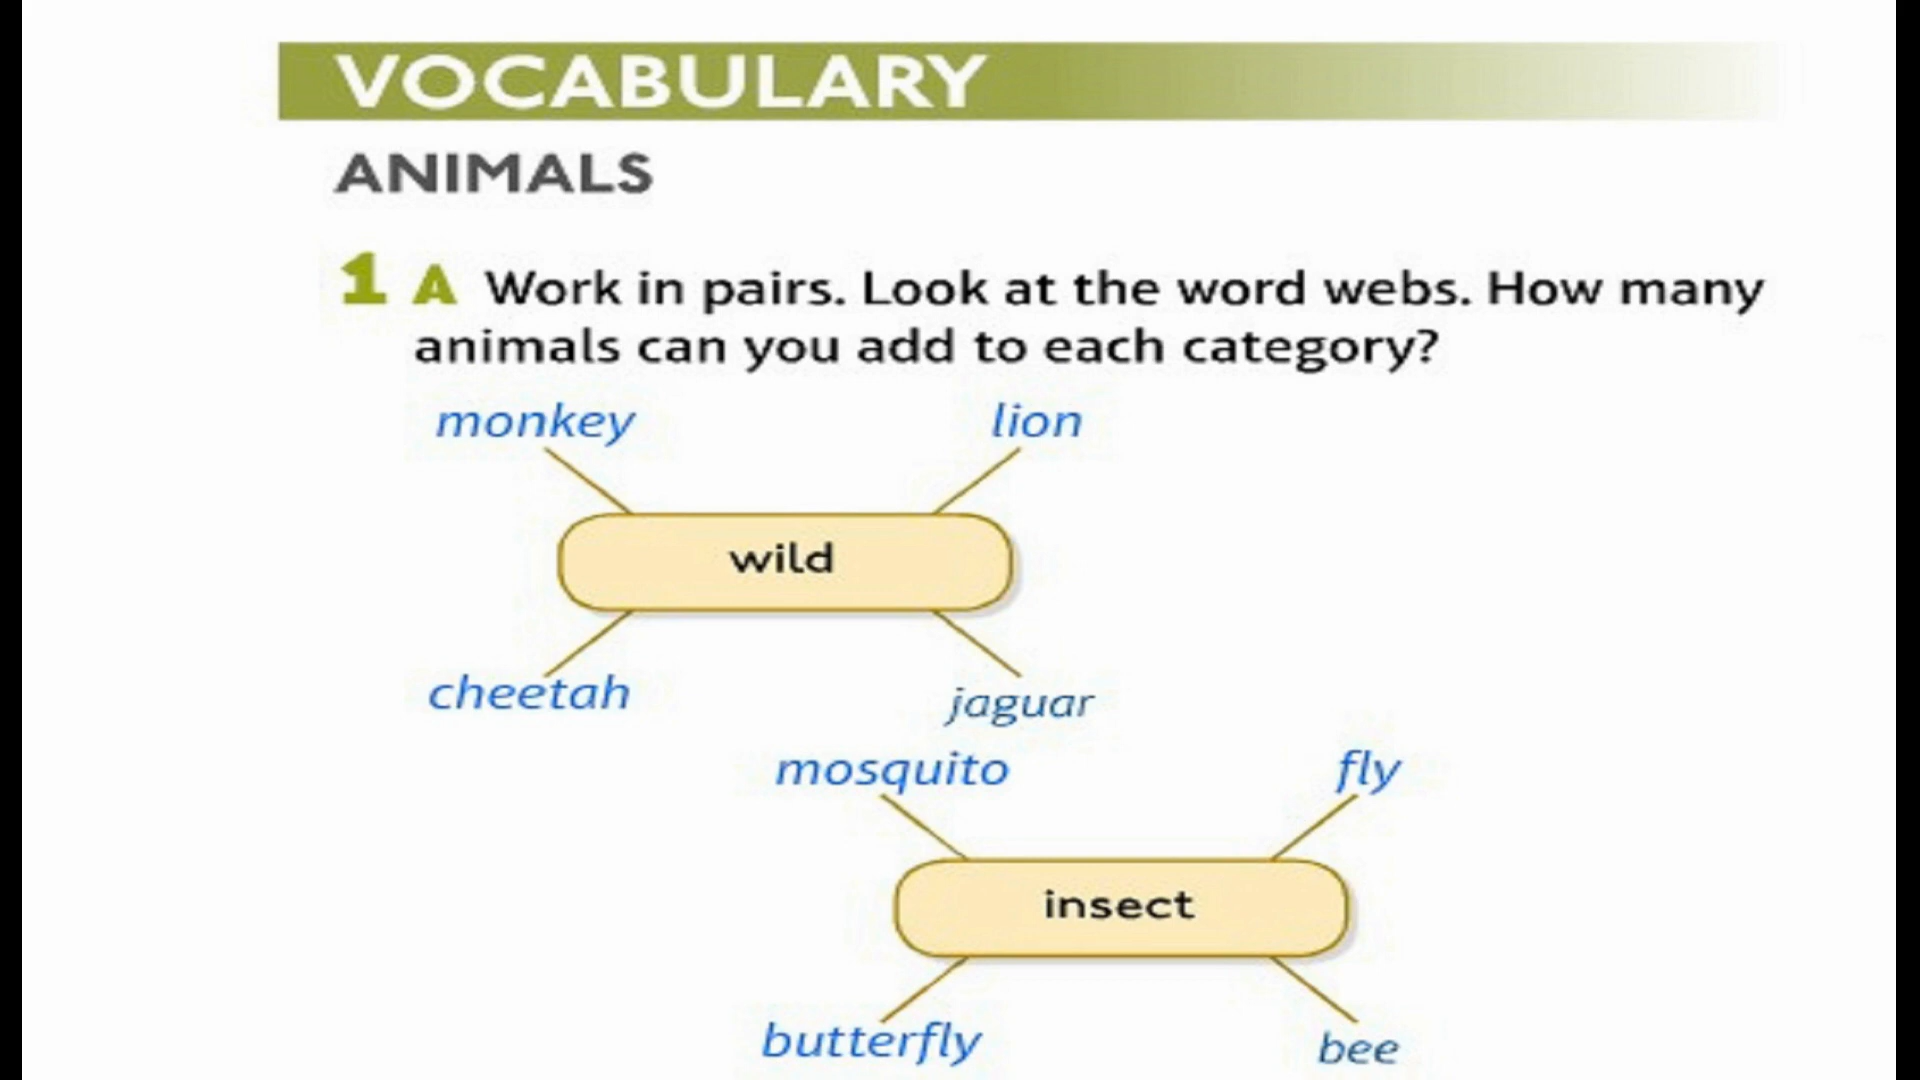 VOCABULARY
ANIMALS
1 A Work in pairs. Look at the word webs. How many
animals can you add to each category?
monkey lion
wild
cheetah jaguar
mosquito fly
insect
butterfly bee